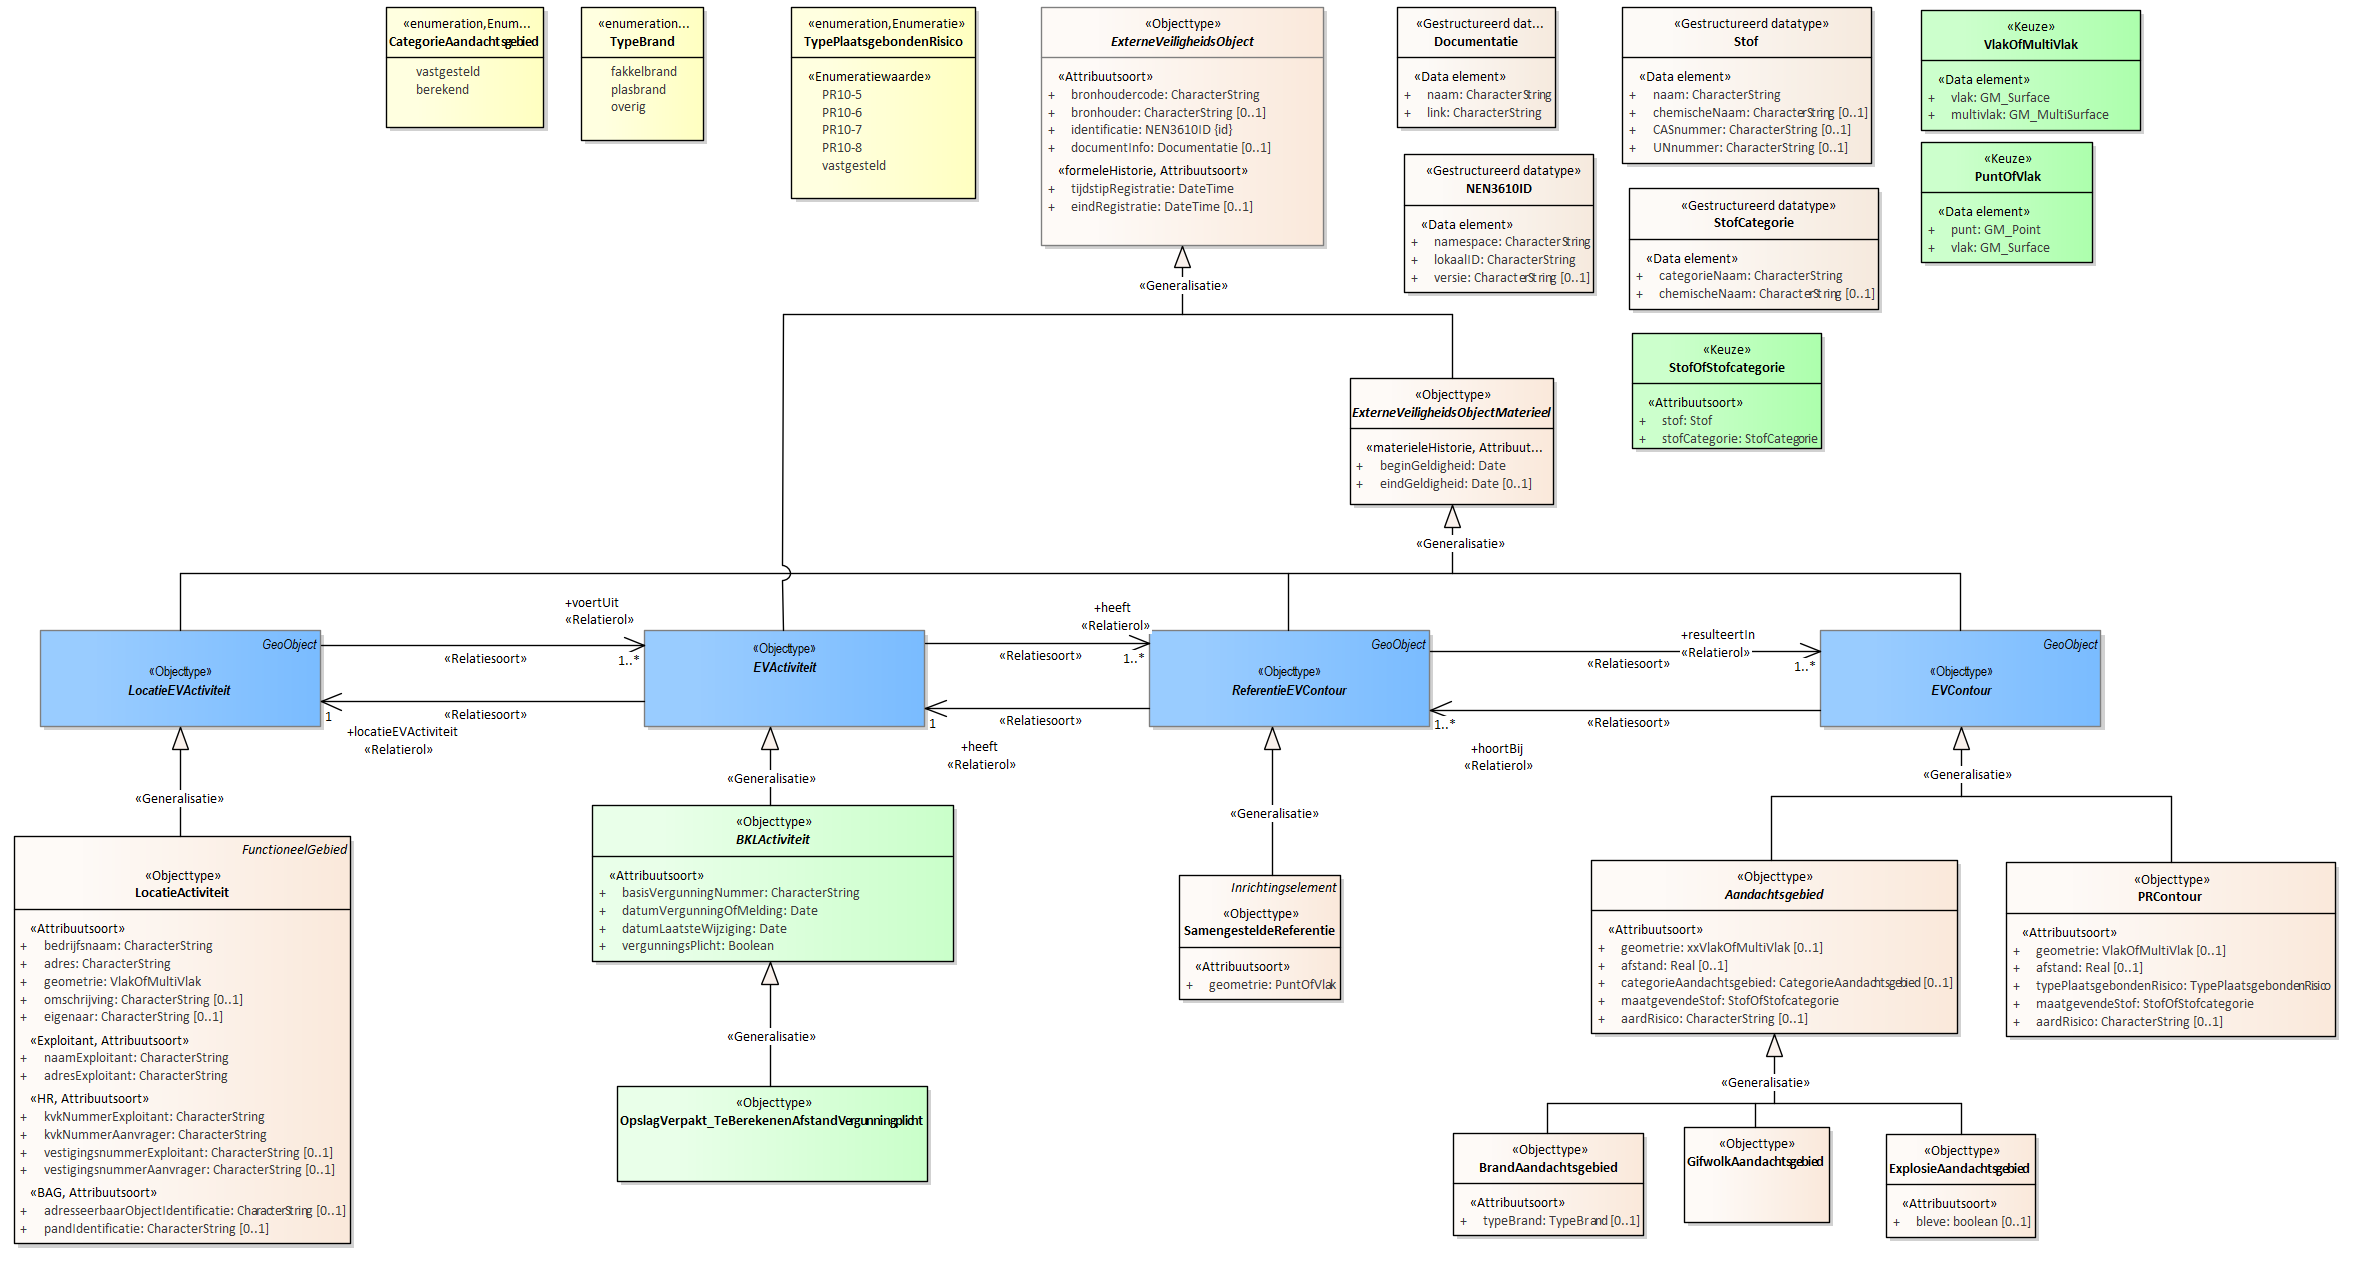 «enumeration,Enum...
CategorieAandachtsgebied
vastgesteld
berekend
«enumeration...
TypeBrand
fakkelbrand
plasbrand
overig
«enumeration,Enumeratie»
TypePlaatsgebondenRisico
«Enumeratiewaarde»
PR10-5
PR10-6
PR10-7
PR10-8
vastgesteld
«Objecttype»
ExterneVeiligheidsObject
«Attribuutsoort»
+ bronhoudercode: CharacterString
+ bronhouder: CharacterString [0..1]
+ identificatie: NEN3610ID {id}
+ documentInfo: Documentatie [0..1]
«formeleHistorie, Attribuutsoort»
+ tijdstipRegistratie: DateTime
+ eindRegistratie: DateTime [0..1]
«Gestructureerd dat...
Documentatie
«Data element»
+ naam: CharacterString
+ link: CharacterString
«Gestructureerd datatype»
NEN3610ID
«Data element»
+ namespace: CharacterString
+ lokaalID: CharacterString
+ versie: CharacterString [0..1]
«Gestructureerd datatype»
Stof
«Data element»
+ naam: CharacterString
+ chemischeNaam: CharacterString [0..1]
+ CASnummer: CharacterString [0..1]
+ UNnummer: CharacterString [0..1]
«Gestructureerd datatype»
StofCategorie
«Data element»
+ categorieNaam: CharacterString
+ chemischeNaam: CharacterString [0..1]
«Keuze»
StofOfStofcategorie
«Attribuutsoort»
+ stof: Stof
+ stofCategorie: StofCategorie
«Keuze»
VlakOfMultiVlak
«Data element»
+ vlak: GM_Surface
+ multivlak: GM_MultiSurface
«Keuze»
PuntOfVlak
«Data element»
+ punt: GM_Point
+ vlak: GM_Surface
«Generalisatie»
«Objecttype»
ExterneVeiligheidsObjectMaterieel
«materieleHistorie, Attribuut...
+ beginGeldigheid: Date
+ eindGeldigheid: Date [0..1]
«Generalisatie»
GeoObject
«Objecttype»
LocatieEVActiviteit
+voertUit
«Relatierol»
«Relatiesoort»
1..*
«Relatiesoort»
1
+locatieEVActiviteit
«Relatierol»
«Objecttype»
EVActiviteit
+heeft
«Relatierol»
«Relatiesoort»
1..*
«Relatiesoort»
1
+heeft
«Relatierol»
GeoObject
«Objecttype»
ReferentieEVContour
+resulteertIn
«Relatierol»
«Relatiesoort»
1..*
«Relatiesoort»
1..*
+hoortBij
«Relatierol»
GeoObject
«Objecttype»
EVContour
«Generalisatie»
FunctioneelGebied
«Objecttype»
LocatieActiviteit
«Attribuutsoort»
+ bedrijfsnaam: CharacterString
+ adres: CharacterString
+ geometrie: VlakOfMultiVlak
+ omschrijving: CharacterString [0..1]
+ eigenaar: CharacterString [0..1]
«Exploitant, Attribuutsoort»
+ naamExploitant: CharacterString
+ adresExploitant: CharacterString
«HR, Attribuutsoort»
+ kvkNummerExploitant: CharacterString
+ kvkNummerAanvrager: CharacterString
+ vestigingsnummerExploitant: CharacterString [0..1]
+ vestigingsnummerAanvrager: CharacterString [0..1]
«BAG, Attribuutsoort»
+ adresseerbaarObjectIdentificatie: CharacterString [0..1]
+ pandIdentificatie: CharacterString [0..1]
«Generalisatie»
«Objecttype»
BKLActiviteit
«Attribuutsoort»
+ basisVergunningNummer: CharacterString
+ datumVergunningOfMelding: Date
+ datumLaatsteWijziging: Date
+ vergunningsPlicht: Boolean
«Generalisatie»
«Objecttype»
OpslagVerpakt_TeBerekenenAfstandVergunningplicht
«Generalisatie»
Inrichtingselement
«Objecttype»
SamengesteldeReferentie
«Attribuutsoort»
+ geometrie: PuntOfVlak
«Generalisatie»
«Objecttype»
Aandachtsgebied
«Attribuutsoort»
+ geometrie: xxVlakOfMultiVlak [0..1]
+ afstand: Real [0..1]
+ categorieAandachtsgebied: CategorieAandachtsgebied [0..1]
+ maatgevendeStof: StofOfStofcategorie
+ aardRisico: CharacterString [0..1]
«Objecttype»
PRContour
«Attribuutsoort»
+ geometrie: VlakOfMultiVlak [0..1]
+ afstand: Real [0..1]
+ typePlaatsgebondenRisico: TypePlaatsgebondenRisico
+ maatgevendeStof: StofOfStofcategorie
+ aardRisico: CharacterString [0..1]
«Generalisatie»
«Objecttype»
BrandAandachtsgebied
«Attribuutsoort»
+ typeBrand: TypeBrand [0..1]
«Objecttype»
GifwolkAandachtsgebied
«Objecttype»
ExplosieAandachtsgebied
«Attribuutsoort»
+ bleve: boolean [0..1]